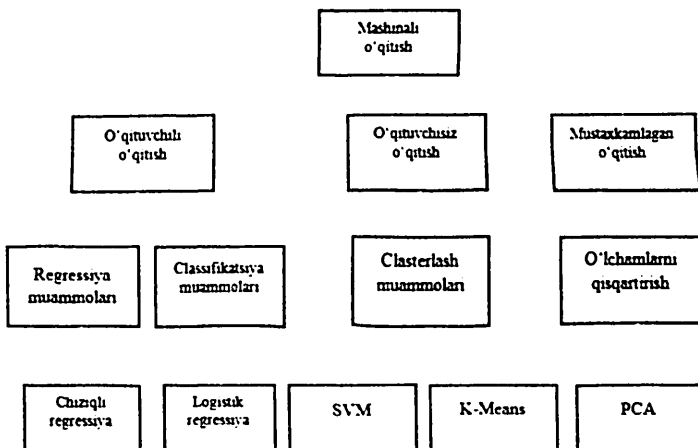 Mashinali
o‘qitish
O‘qituvchili
o‘qitish
O‘qituvchisiz
o‘qitish
Mustaxkamlagan
o‘qitish
Regressiya
muammolari
Classifikatsiya
muammolari
Clasterlash
muammolari
O‘lchamlarni
qisqartirish
Chiziqli
regressiya
Logistik
regressiya
SVM
K-Means
PCA